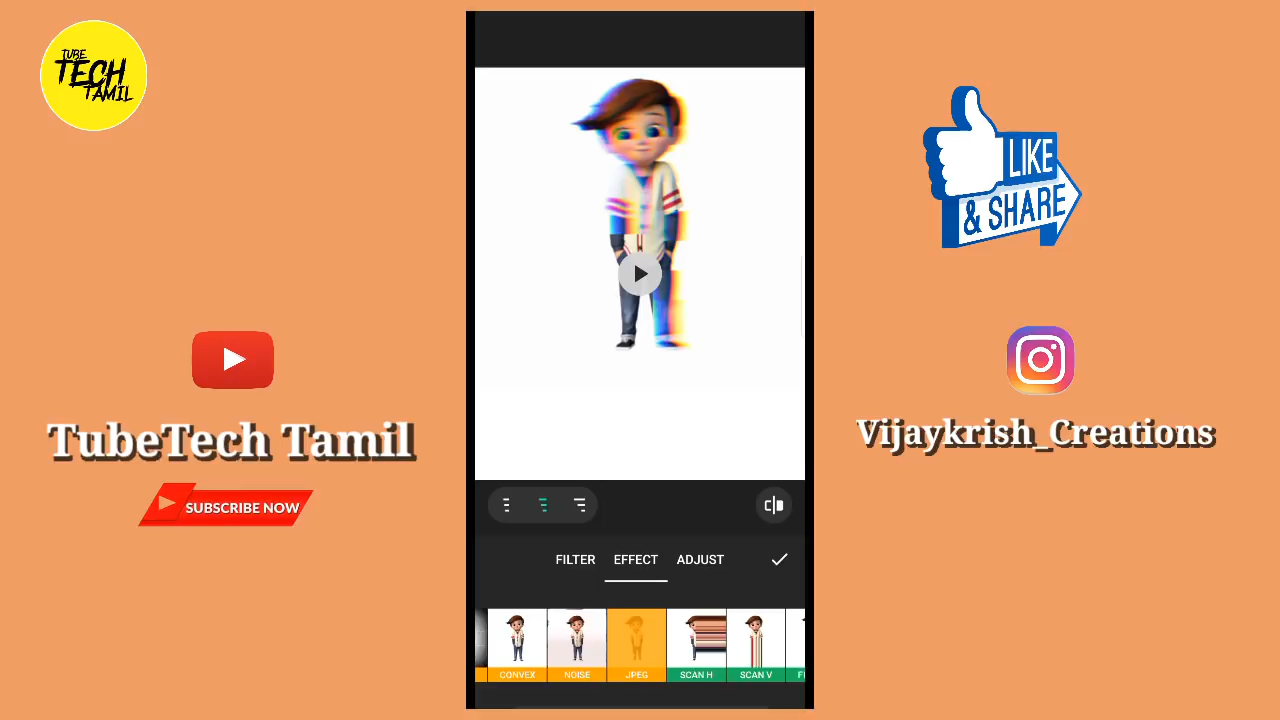 TUBE
TECH
TAMIL
LIKE
& SHARE
TubeTech Tamil
SUBSCRIBE NOW
Vijaykrish_Creations
FILTER EFFECT ADJUST
CONVEX NOISE JPEG SCAN H SCAN V